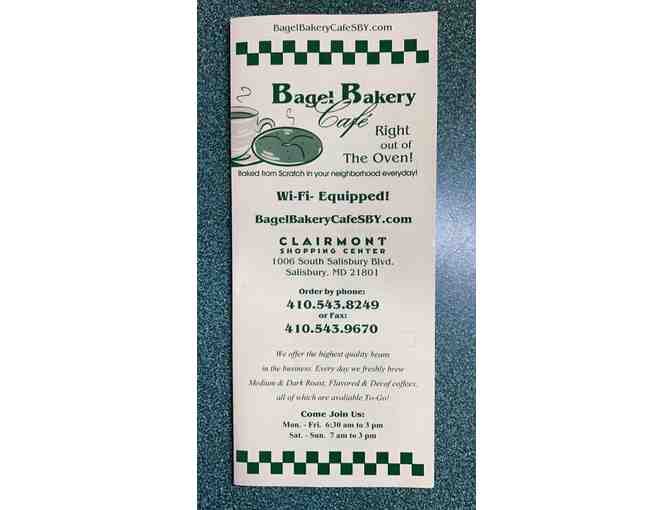 BagelBakeryCafeSBY.com
Bagel Bakery
Café
Right
out of
The Oven!
Baked from Scratch in your neighborhood everyday!
Wi-Fi- Equipped!
BagelBakeryCafeSBY.com
CLAIRMONT
SHOPPING CENTER
1006 South Salisbury Blvd.
Salisbury, MD 21801
Order by phone:
410.543.8249
or Fax:
410.543.9670
We offer the highest quality beans
in the business. Every day we freshly brew
Medium & Dark Roast, Flavored & Decaf coffees,
all of which are avaliable To-Go!
Come Join Us:
Mon. - Fri. 6:30 am to 3 pm
Sat. - Sun. 7 am to 3 pm